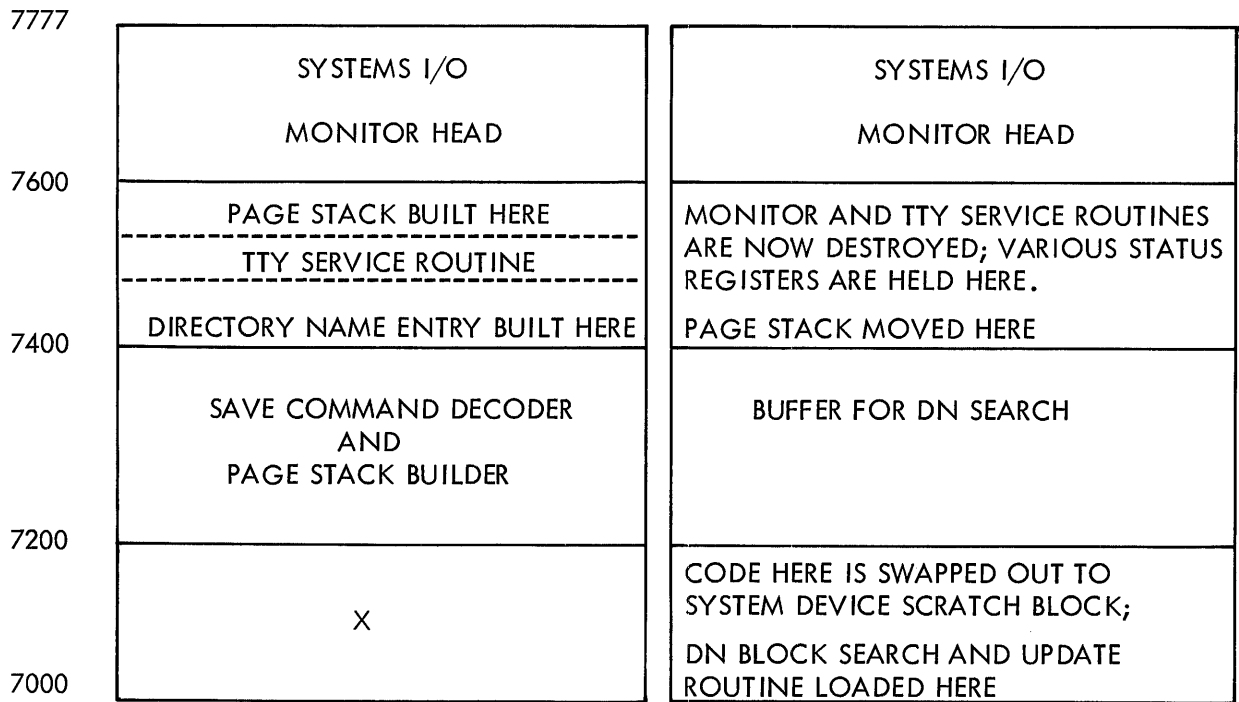 7777
SYSTEMS I/O
MONITOR HEAD
7600
PAGE STACK BUILT HERE
TTY SERVICE ROUTINE
DIRECTORY NAME ENTRY BUILT HERE
7400
SAVE COMMAND DECODER
AND
PAGE STACK BUILDER
7200
X
7000
SYSTEMS I/O
MONITOR HEAD
MONITOR AND TTY SERVICE ROUTINES
ARE NOW DESTROYED; VARIOUS STATUS
REGISTERS ARE HELD HERE.
PAGE STACK MOVED HERE
BUFFER FOR DN SEARCH
CODE HERE IS SWAPPED OUT TO
SYSTEM DEVICE SCRATCH BLOCK;
DN BLOCK SEARCH AND UPDATE
ROUTINE LOADED HERE